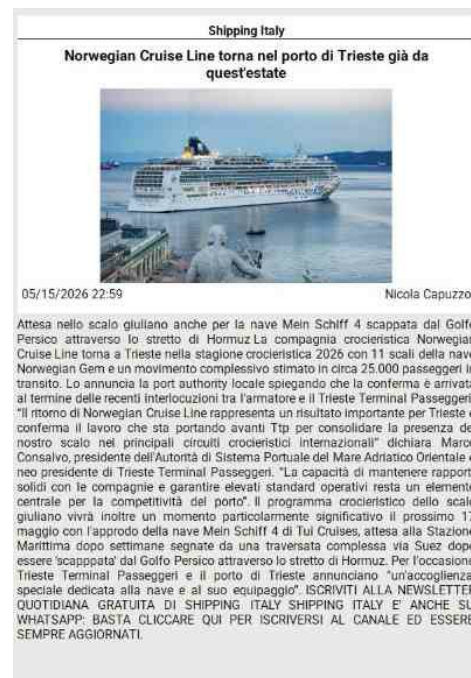 Shipping Italy
Norwegian Cruise Line torna nel porto di Trieste già da
quest'estate
05/15/2026 22:59
Nicola Capuzzo
Attesa nello scalo giuliano anche per la nave Mein Schiff 4 scappata dal Golfo
Persico attraverso lo stretto di Hormuz La compagnia crocieristica Norwegian
Cruise Line torna a Trieste nella stagione crocieristica 2026 con 11 scali della nave
Norwegian Gem e un movimento complessivo stimato in circa 25.000 passeggeri in
transito. Lo annuncia la port authority locale spiegando che la conferma è arrivata
al termine delle recenti interlocuzioni tra l'armatore e il Trieste Terminal Passeggeri.
"Il ritorno di Norwegian Cruise Line rappresenta un risultato importante per Trieste e
conferma il lavoro che sta portando avanti Ttp per consolidare la presenza del
nostro scalo nei principali circuiti crocieristici internazionali" dichiara Marco
Consalvo, presidente dell'Autorità di Sistema Portuale del Mare Adriatico Orientale e
neo presidente di Trieste Terminal Passeggeri. "La capacità di mantenere rapporti
solidi con le compagnie e garantire elevati standard operativi resta un elemento
centrale per la competitività del porto". Il programma crocieristico dello scalo
giuliano vivrà inoltre un momento particolarmente significativo il prossimo 17
maggio con l'approdo della nave Mein Schiff 4 di Tui Cruises, attesa alla Stazione
Marittima dopo settimane segnate da una traversata complessa via Suez dopo
essere 'scapppata' dal Golfo Persico attraverso lo stretto di Hormuz. Per l'occasione
Trieste Terminal Passeggeri e il porto di Trieste annunciano "un'accoglienza
speciale dedicata alla nave e al suo equipaggio". ISCRIVITI ALLA NEWSLETTER
QUOTIDIANA GRATUITA DI SHIPPING ITALY SHIPPING ITALY E' ANCHE SU
WHATSAPP: BASTA CLICCARE QUI PER ISCRIVERSI AL CANALE ED ESSERE
SEMPRE AGGIORNATI.